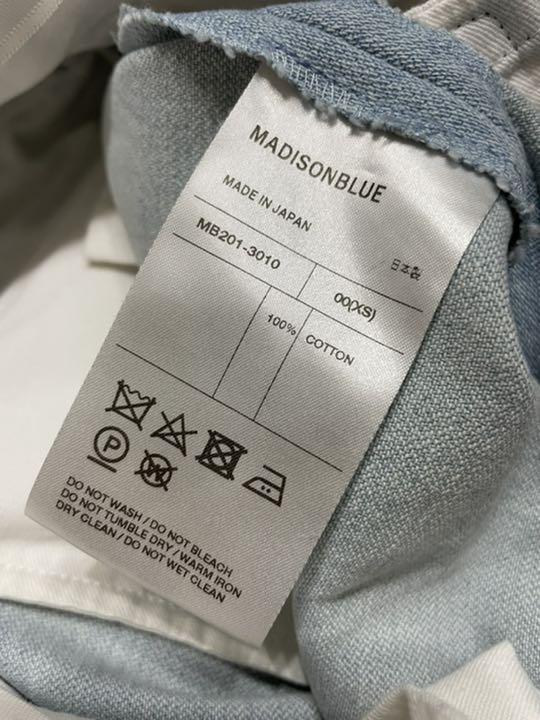 MADISONBLUE
MADE IN JAPAN
日本製
MB201-3010
00(XS)
100% COTTON
P
W
DO NOT WASH / DO NOT BLEACH
DO NOT TUMBLE DRY / WARM IRON
DRY CLEAN / DO NOT WET CLEAN